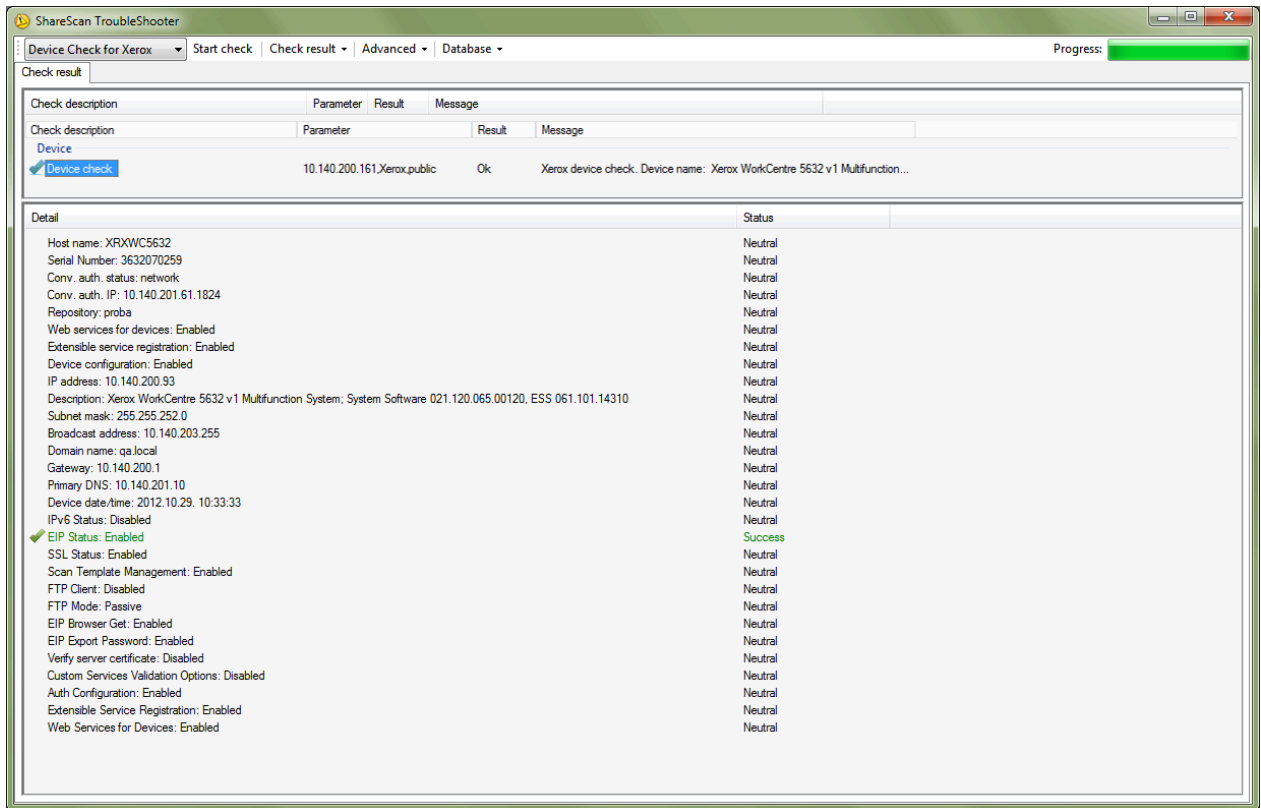 ShareScan TroubleShooter
Device Check for Xerox Start check Check result Advanced Database Progress:
Check result
Check description Parameter Result Message
Check description Parameter Result Message
Device
Device check 10.140.200.161,Xerox,public Ok Xerox device check. Device name: Xerox WorkCentre 5632 v1 Multifunction...
Detail Status
Host name: XRXWC5632 Neutral
Serial Number: 3632070259 Neutral
Conv. auth. status: network Neutral
Conv. auth. IP: 10.140.201.61.1824 Neutral
Repository: proba Neutral
Web services for devices: Enabled Neutral
Extensible service registration: Enabled Neutral
Device configuration: Enabled Neutral
IP address: 10.140.200.93 Neutral
Description: Xerox WorkCentre 5632 v1 Multifunction System; System Software 021.120.065.00120, ESS 061.101.14310 Neutral
Subnet mask: 255.255.252.0 Neutral
Broadcast address: 10.140.203.255 Neutral
Domain name: qa.local Neutral
Gateway: 10.140.200.1 Neutral
Primary DNS: 10.140.201.10 Neutral
Device date/time: 2012.10.29. 10:33:33 Neutral
IPv6 Status: Disabled Neutral
EIP Status: Enabled Success
SSL Status: Enabled Neutral
Scan Template Management: Enabled Neutral
FTP Client: Disabled Neutral
FTP Mode: Passive Neutral
EIP Browser Get: Enabled Neutral
EIP Export Password: Enabled Neutral
Verify server certificate: Disabled Neutral
Custom Services Validation Options: Disabled Neutral
Auth Configuration: Enabled Neutral
Extensible Service Registration: Enabled Neutral
Web Services for Devices: Enabled Neutral